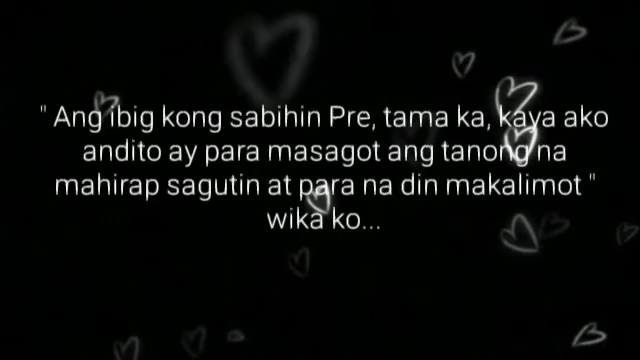 " Ang ibig kong sabihin Pre, tama ka, kaya ako
andito ay para masagot ang tanong na
mahirap sagutin at para na din makalimot "
wika ko...